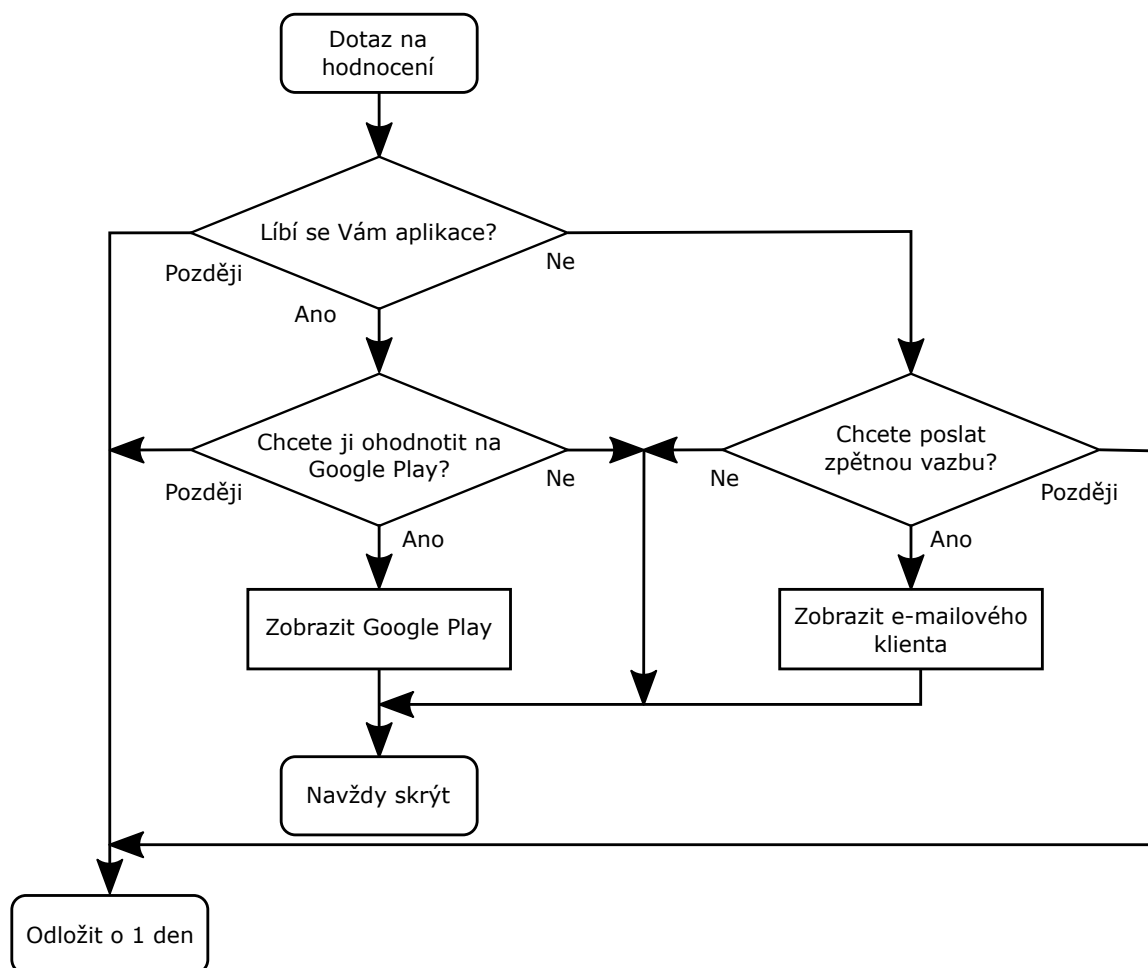 Dotaz na
hodnocení
Líbí se Vám aplikace?
Později
Ne
Ano
Chcete ji ohodnotit na
Google Play?
Později
Ne
Ano
Chcete poslat
zpětnou vazbu?
Ne
Později
Ano
Zobrazit Google Play
Zobrazit e-mailového
klienta
Navždy skrýt
Odložit o 1 den